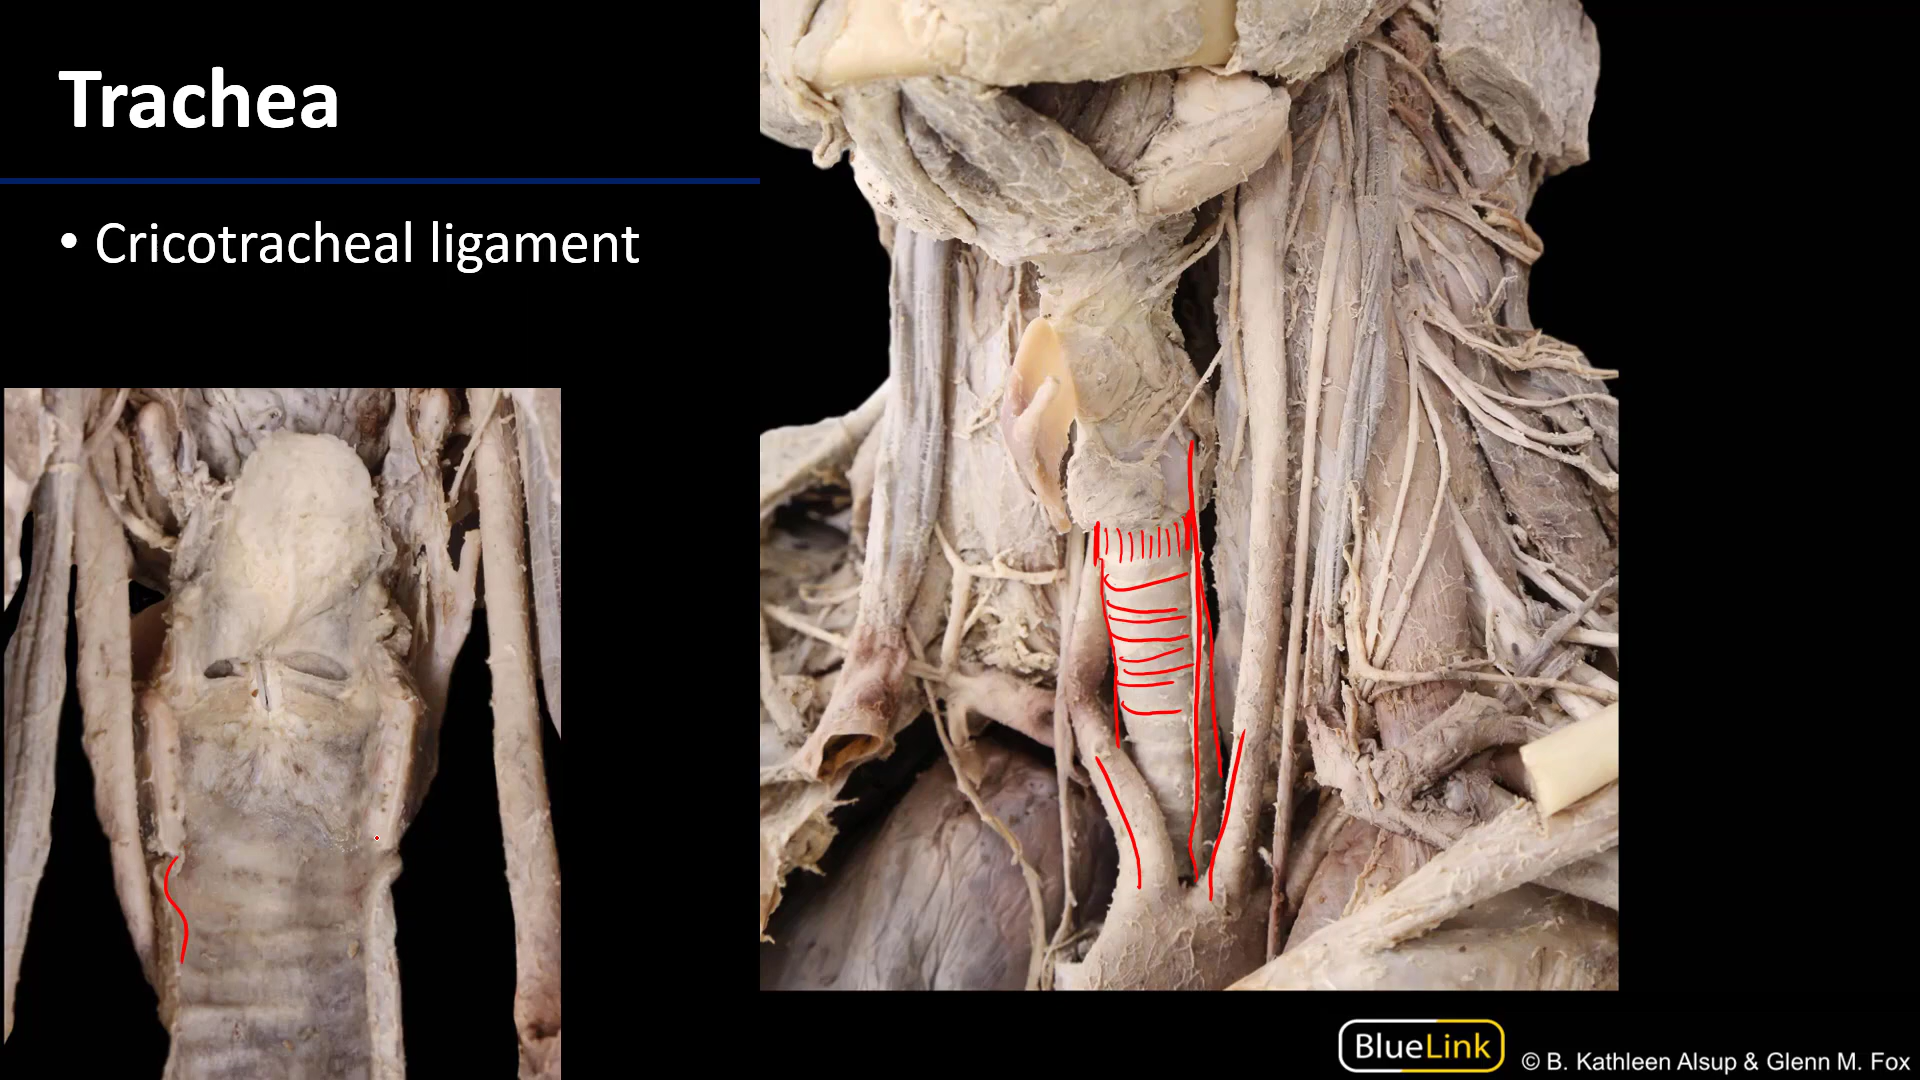 Trachea
• Cricotracheal ligament
BlueLink
© B. Kathleen Alsup & Glenn M. Fox